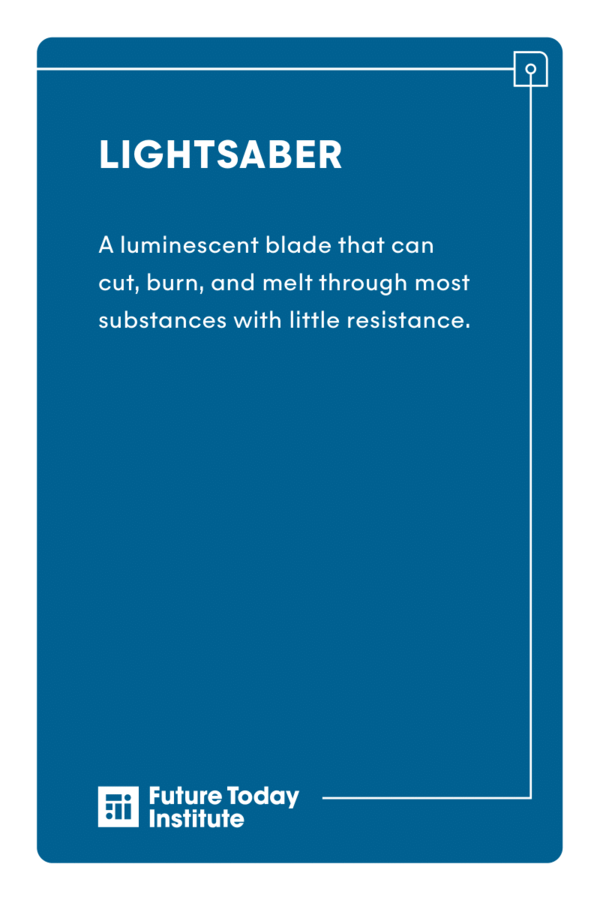 LIGHTSABER
A luminescent blade that can
cut, burn, and melt through most
substances with little resistance.
Future Today
Institute